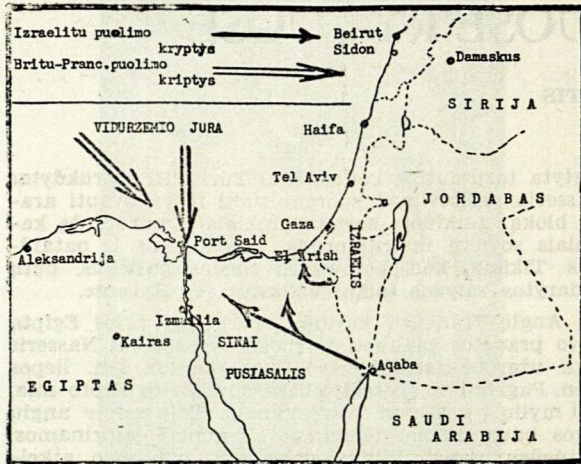 Izraelitu puolimo
kryptys
Britu-Pranc.puolimo
kriptys
Beirut
Sidon
Damaskus
SIRIJA
VIDURZEMIO JURA
Haifa
Tel Aviv
JORDANAS
Gaza
IZRAELIS
Port Said
El Arish
Aleksandrija
Izmailia
Kairas
SINAI
PUSIASALIS
Aqaba
EGIPTAS
SAUDI
ARABIJA